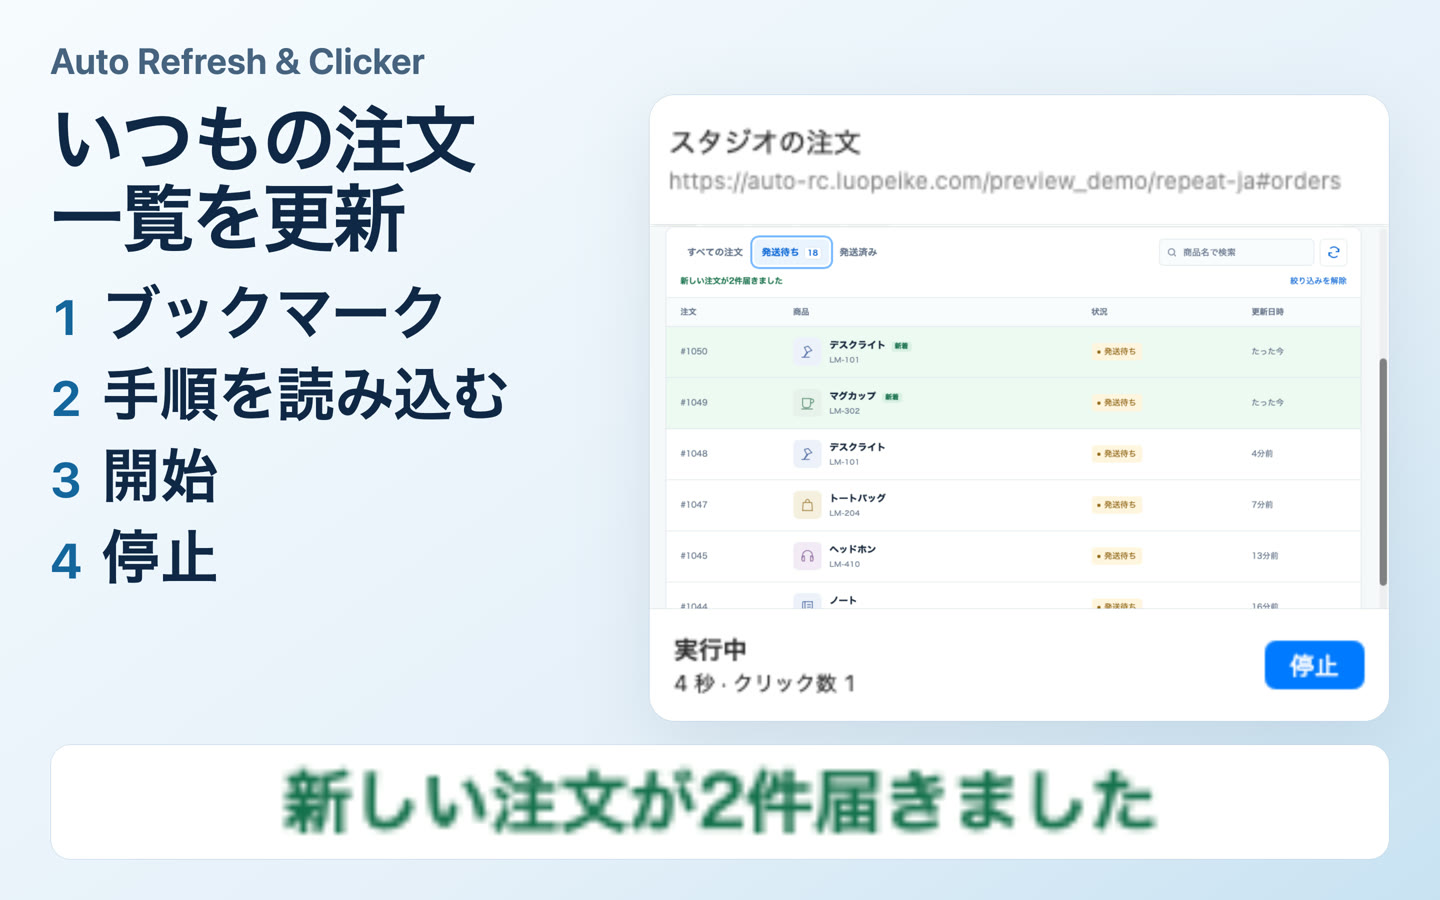 Auto Refresh & Clicker
いつもの注文
一覧を更新
1 ブックマーク
2 手順を読み込む
3 開始
4 停止
スタジオの注文
https://auto-rc.luopelke.com/preview_demo/repeat-ja#orders
すべての注文 発送待ち 18 発送済み 商品名で検索
新しい注文が2件届きました 絞り込みを解除
注文 商品 状況 更新日時
#1050 デスクライト 新着 発送待ち たった今
LM-101
#1049 マグカップ 新着 発送待ち たった今
LM-302
#1048 デスクライト 発送待ち 4分前
LM-101
#1047 トートバッグ 発送待ち 7分前
LM-204
#1045 ヘッドホン 発送待ち 13分前
LM-410
#1044 ノート 発送待ち 16分前
実行中
4 秒 · クリック数 1
停止
新しい注文が2件届きました